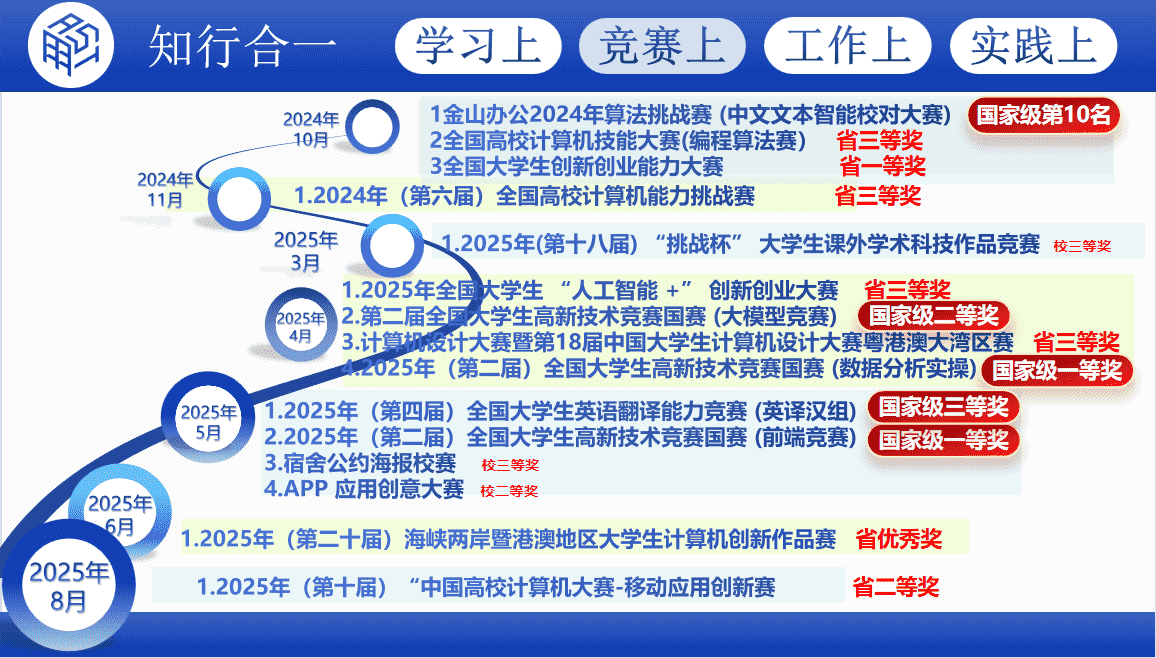 知行合一
学习上
竞赛上
工作上
实践上
2024年
10月
1金山办公2024年算法挑战赛 (中文文本智能校对大赛) 国家级第10名
2全国高校计算机技能大赛(编程算法赛) 省三等奖
3全国大学生创新创业能力大赛 省一等奖
2024年
11月
1.2024年（第六届）全国高校计算机能力挑战赛 省三等奖
2025年
3月
1.2025年(第十八届) “挑战杯” 大学生课外学术科技作品竞赛 校三等奖
2025年
4月
1.2025年全国大学生 “人工智能 +” 创新创业大赛 省三等奖
2.第二届全国大学生高新技术竞赛国赛 (大模型竞赛) 国家级二等奖
3.计算机设计大赛暨第18届中国大学生计算机设计大赛粤港澳大湾区赛 省三等奖
4.2025年（第二届）全国大学生高新技术竞赛国赛 (数据分析实操) 国家级一等奖
2025年
5月
1.2025年（第四届）全国大学生英语翻译能力竞赛 (英译汉组) 国家级三等奖
2.2025年（第二届）全国大学生高新技术竞赛国赛 (前端竞赛) 国家级一等奖
3.宿舍公约海报校赛 校三等奖
4.APP 应用创意大赛 校二等奖
2025年
6月
1.2025年（第二十届）海峡两岸暨港澳地区大学生计算机创新作品赛 省优秀奖
2025年
8月
1.2025年（第十届）“中国高校计算机大赛-移动应用创新赛 省二等奖